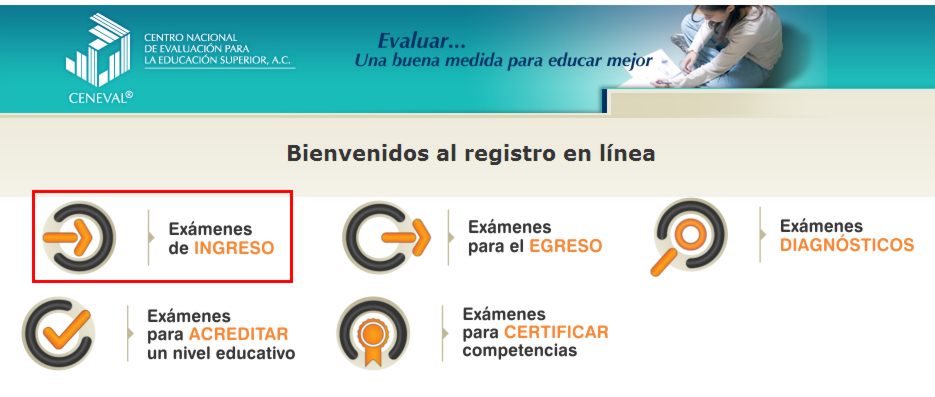 CENTRO NACIONAL
DE EVALUACIÓN PARA
LA EDUCACIÓN SUPERIOR, A.C.
CENEVAL®
Evaluar...
Una buena medida para educar mejor
Bienvenidos al registro en línea
Exámenes
de INGRESO
Exámenes
para el EGRESO
Exámenes
DIAGNÓSTICOS
Exámenes
para ACREDITAR
un nivel educativo
Exámenes
para CERTIFICAR
competencias